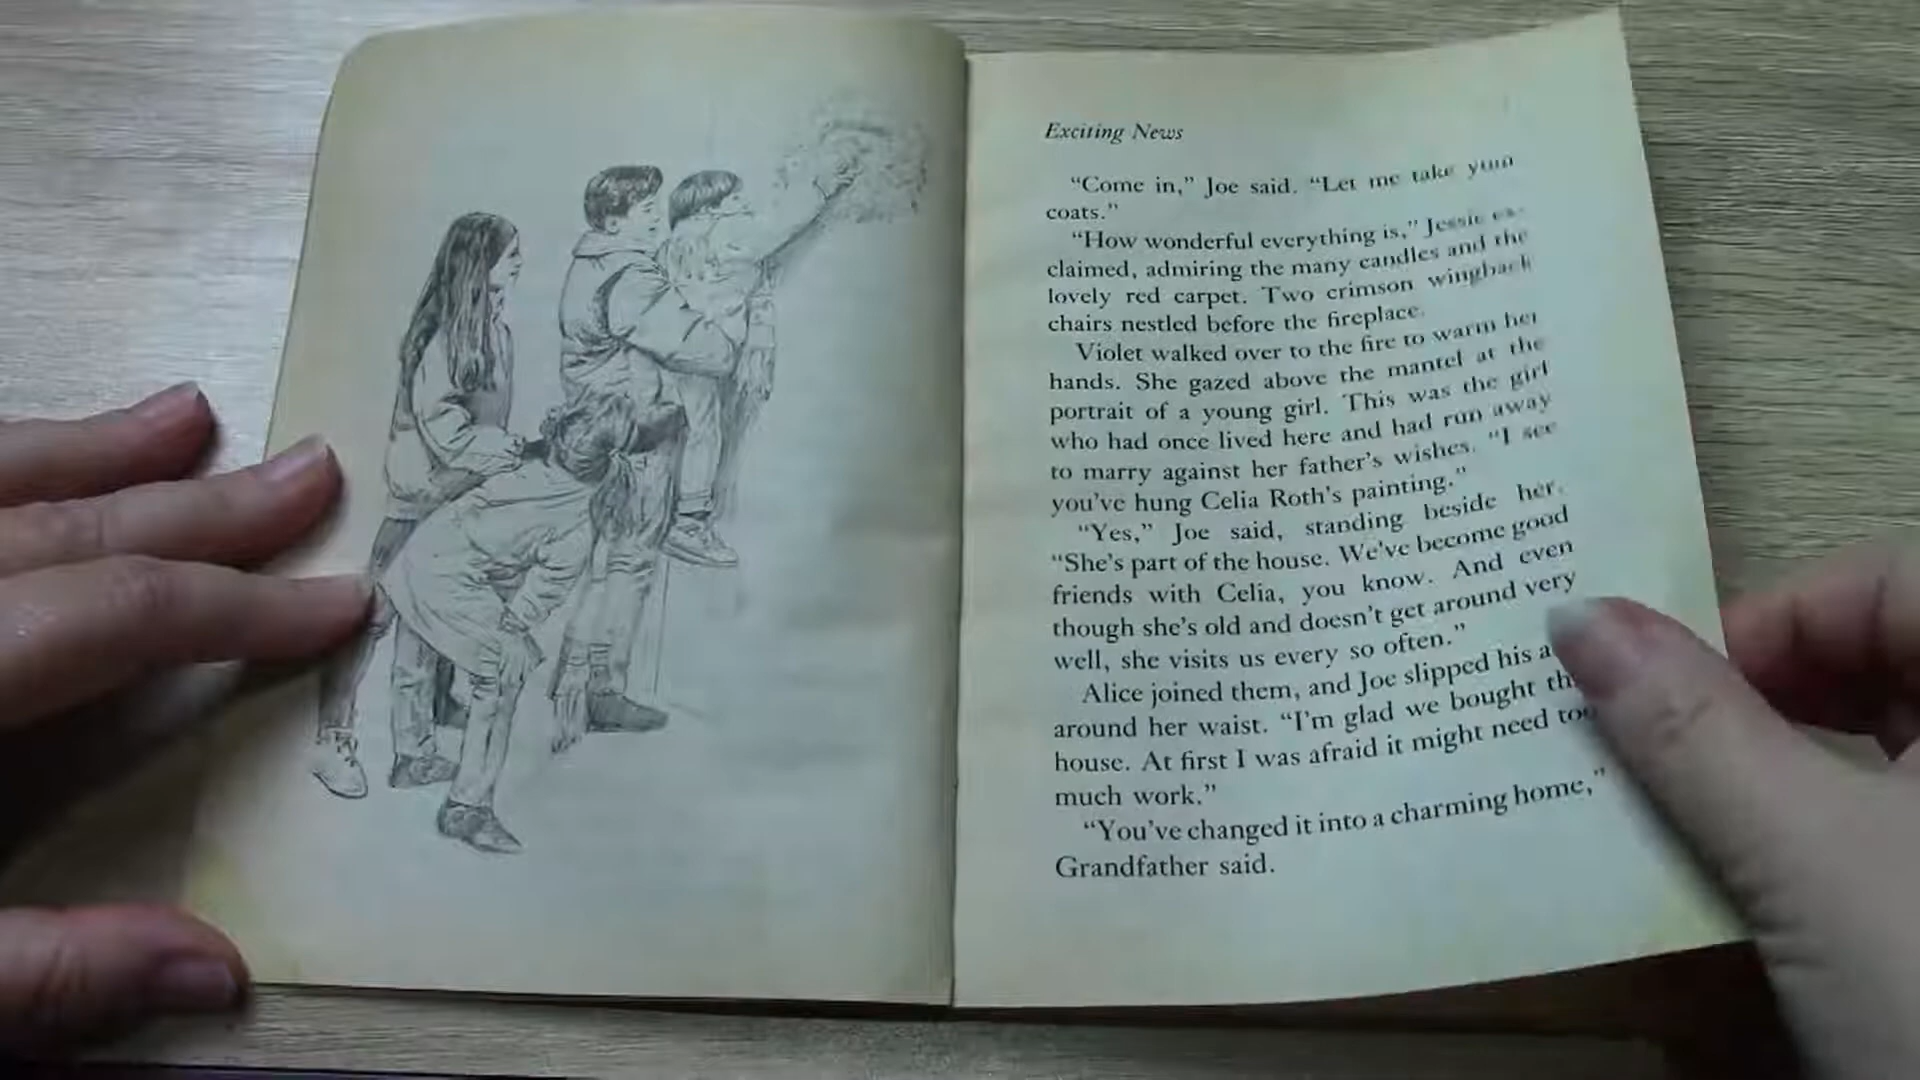 Exciting News
“Come in,” Joe said. “Let me take your
coats.”
“How wonderful everything is,” Jessie ex-
claimed, admiring the many candles and the
lovely red carpet. Two crimson wingback
chairs nestled before the fireplace.
Violet walked over to the fire to warm her
hands. She gazed above the mantel at the
portrait of a young girl. This was the girl
who had once lived here and had run away
to marry against her father’s wishes. “I see
you’ve hung Celia Roth’s painting.”
“Yes,” Joe said, standing beside her.
“She’s part of the house. We’ve become good
friends with Celia, you know. And even
though she’s old and doesn’t get around very
well, she visits us every so often.”
Alice joined them, and Joe slipped his
around her waist. “I’m glad we bought
house. At first I was afraid it might need too
much work.”
“You’ve changed it into a charming home,”
Grandfather said.